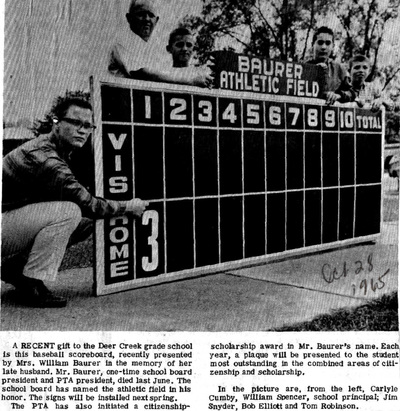 BAURER
ATHLETIC FIELD
1 2 3 4 5 6 7 8 9 10 TOTAL
VIS
HOME 3
Oct 28
1965
A RECENT gift to the Deer Creek grade school
is this baseball scoreboard, recently presented
by Mrs. William Baurer in the memory of her
late husband. Mr. Baurer, one-time school board
president and PTA president, died last June. The
school board has named the athletic field in his
honor. The signs will be installed next spring.
The PTA has also initiated a citizenship-
scholarship award in Mr. Baurer's name. Each
year, a plaque will be presented to the student
most outstanding in the combined areas of citi-
zenship and scholarship.
In the picture are, from the left, Carlyle
Cumby, William Spencer, school principal; Jim
Snyder, Bob Elliott and Tom Robinson.